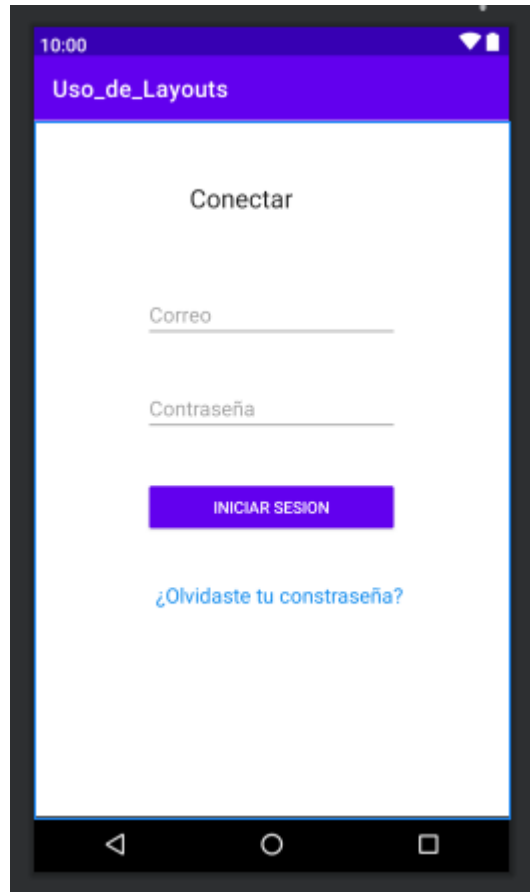 10:00
Uso_de_Layouts
Conectar
Correo
Contraseña
INICIAR SESION
¿Olvidaste tu constraseña?